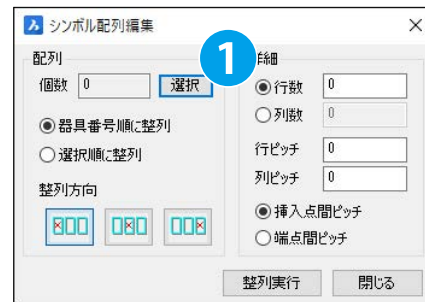 シンボル配列編集
配列
個数 0 選択
器具番号順に整列
選択順に整列
整列方向
1
詳細
行数 0
列数 0
行ピッチ 0
列ピッチ 0
挿入点間ピッチ
端点間ピッチ
整列実行 閉じる